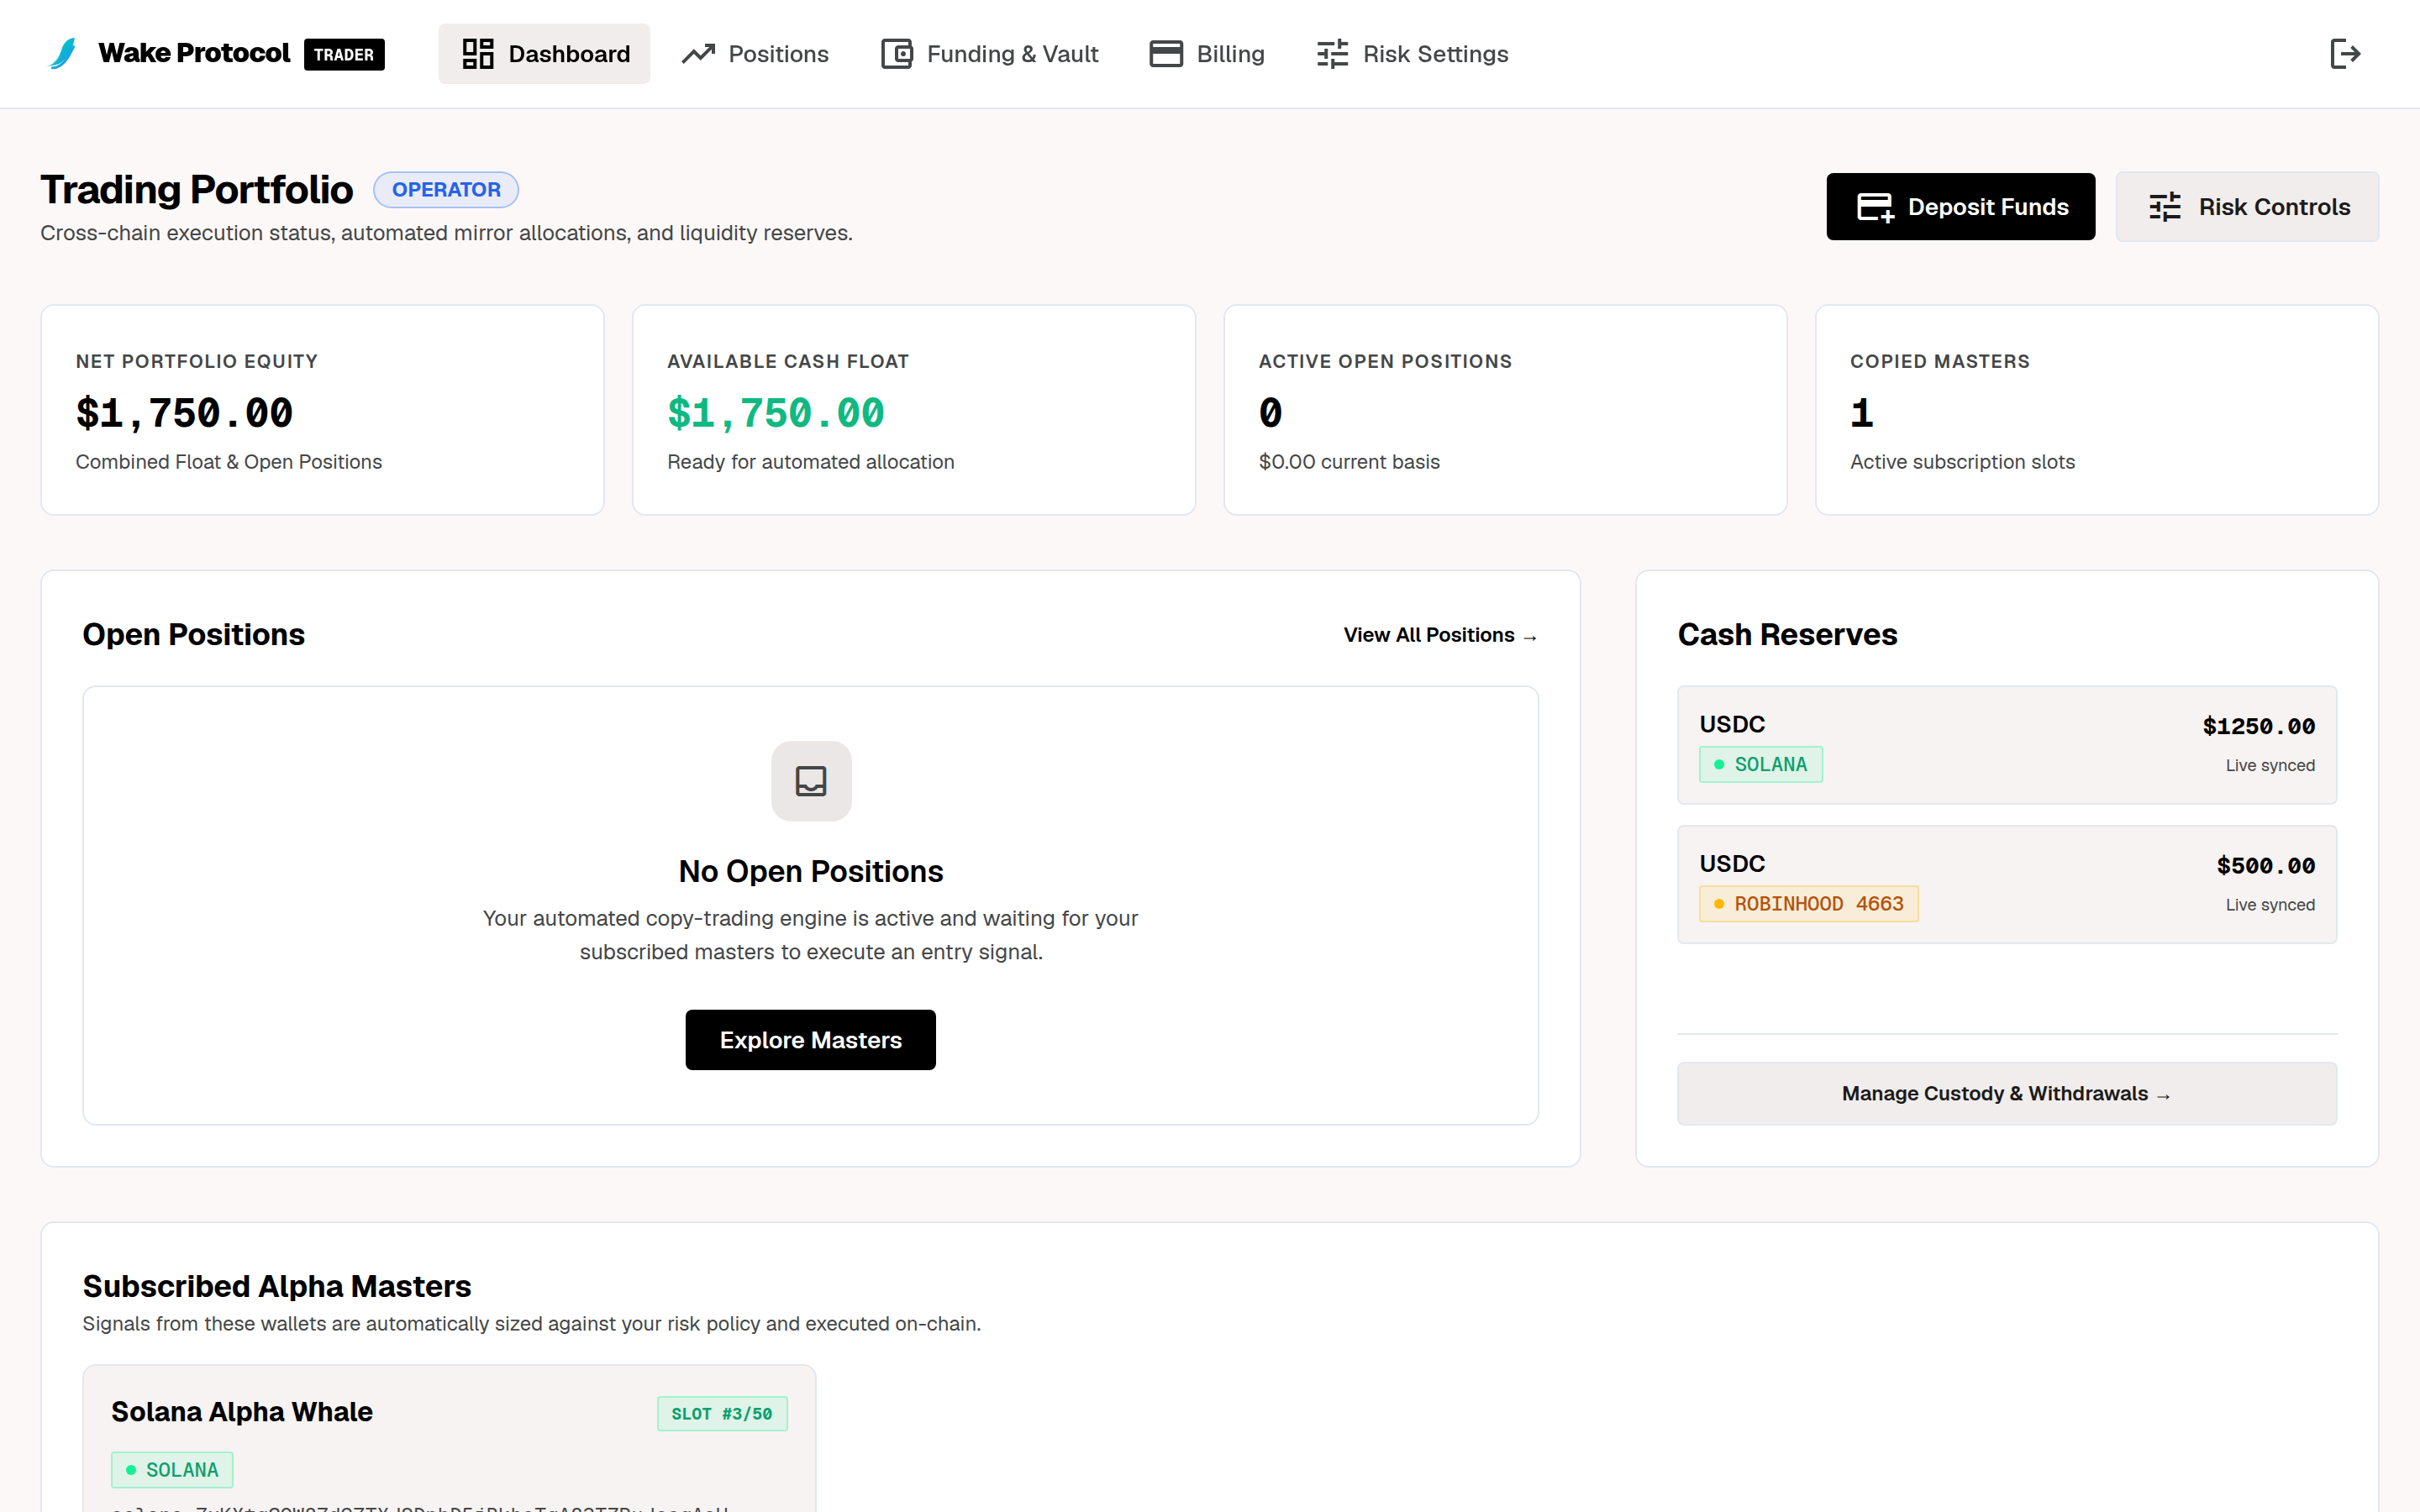 Wake Protocol TRADER Dashboard Positions Funding & Vault Billing Risk Settings
Trading Portfolio OPERATOR
Cross-chain execution status, automated mirror allocations, and liquidity reserves.
Deposit Funds Risk Controls
NET PORTFOLIO EQUITY
$1,750.00
Combined Float & Open Positions
AVAILABLE CASH FLOAT
$1,750.00
Ready for automated allocation
ACTIVE OPEN POSITIONS
0
$0.00 current basis
COPIED MASTERS
1
Active subscription slots
Open Positions View All Positions →
No Open Positions
Your automated copy-trading engine is active and waiting for your
subscribed masters to execute an entry signal.
Explore Masters
Cash Reserves
USDC $1250.00
SOLANA Live synced
USDC $500.00
ROBINHOOD 4663 Live synced
Manage Custody & Withdrawals →
Subscribed Alpha Masters
Signals from these wallets are automatically sized against your risk policy and executed on-chain.
Solana Alpha Whale SLOT #3/50
SOLANA